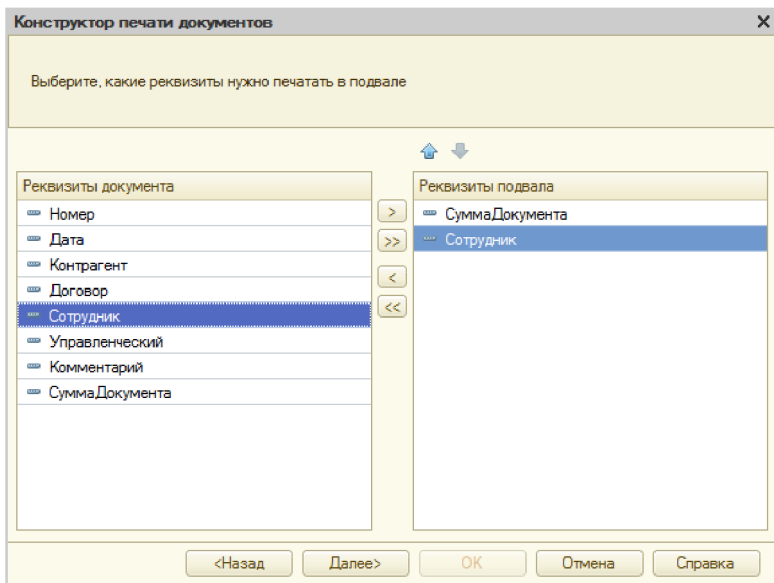 Конструктор печати документов
Выберите, какие реквизиты нужно печатать в подвале
Реквизиты документа
Номер
Дата
Контрагент
Договор
Сотрудник
Управленческий
Комментарий
СуммаДокумента
>
>>
<
<<
Реквизиты подвала
СуммаДокумента
Сотрудник
<Назад Далее> OK Отмена Справка